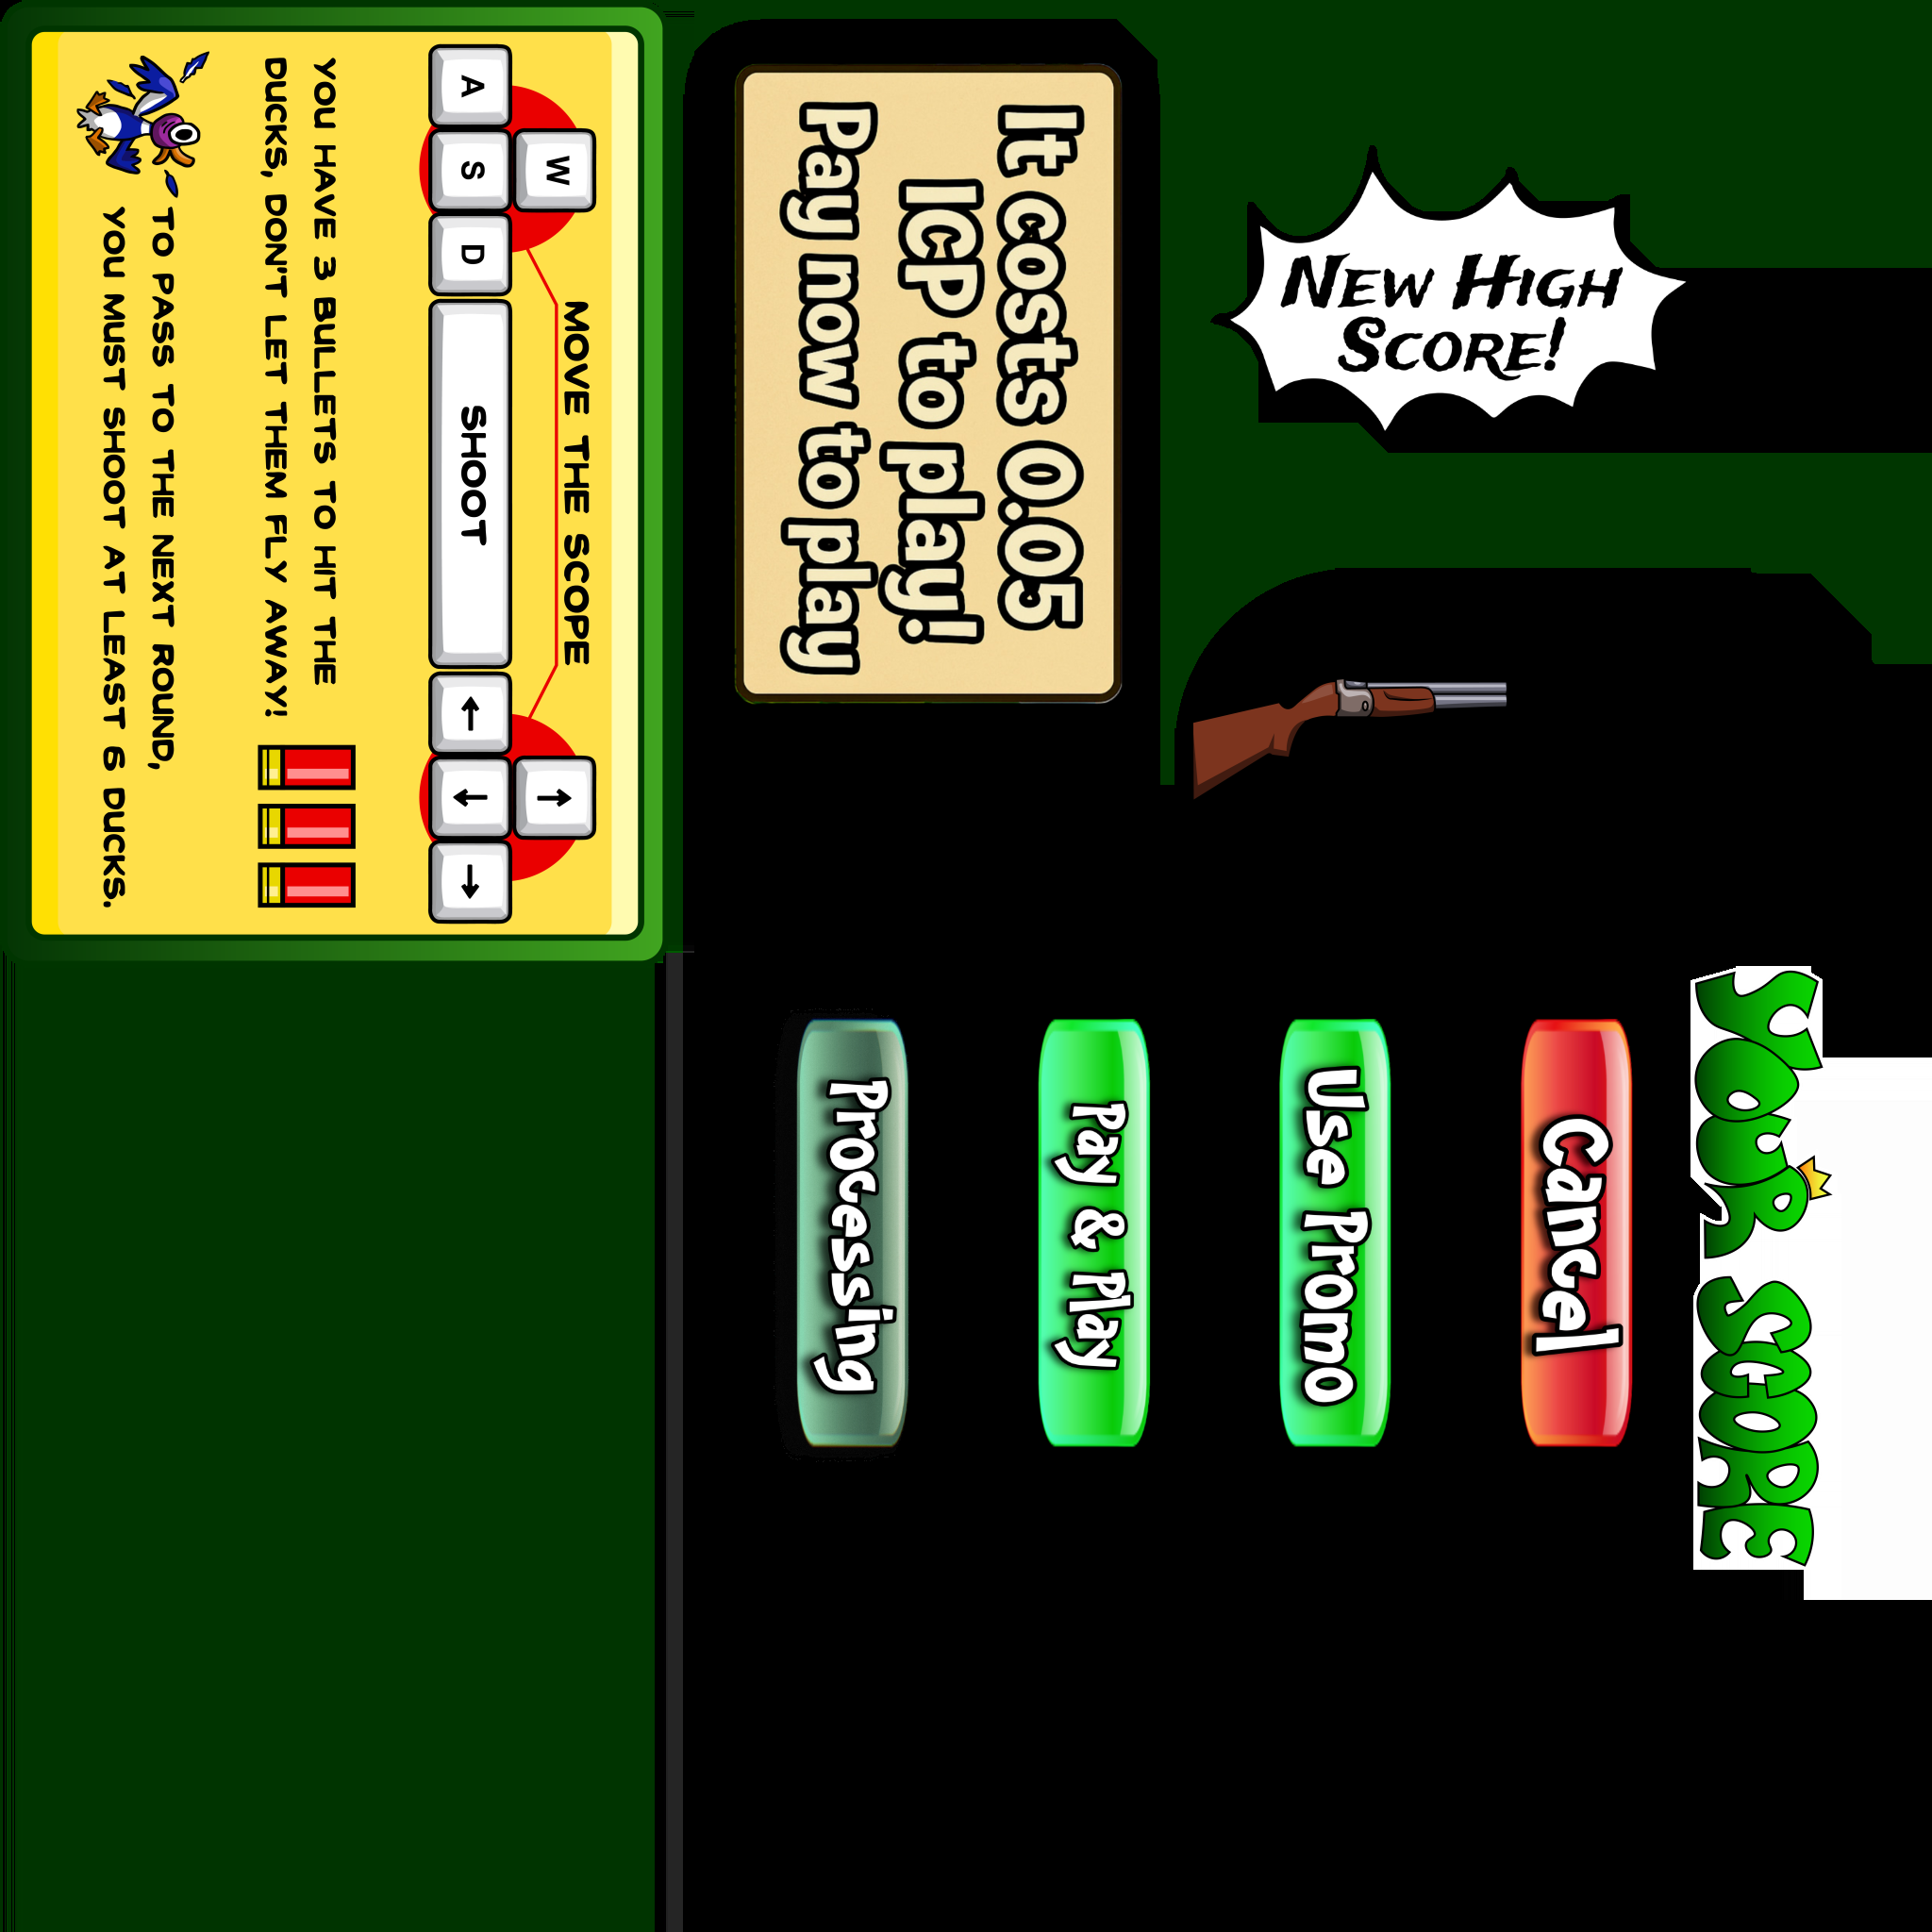 MOVE THE SCOPE
W
A S D SHOOT ← ↓ →
↑
YOU HAVE 3 BULLETS TO HIT THE
DUCKS, DON'T LET THEM FLY AWAY!
TO PASS TO THE NEXT ROUND,
YOU MUST SHOOT AT LEAST 6 DUCKS.
It costs 0.05
ICP to play!
Pay now to play
NEW HIGH
SCORE!
Processing
Pay & Play
Use Promo
Cancel
YOUR SCORE